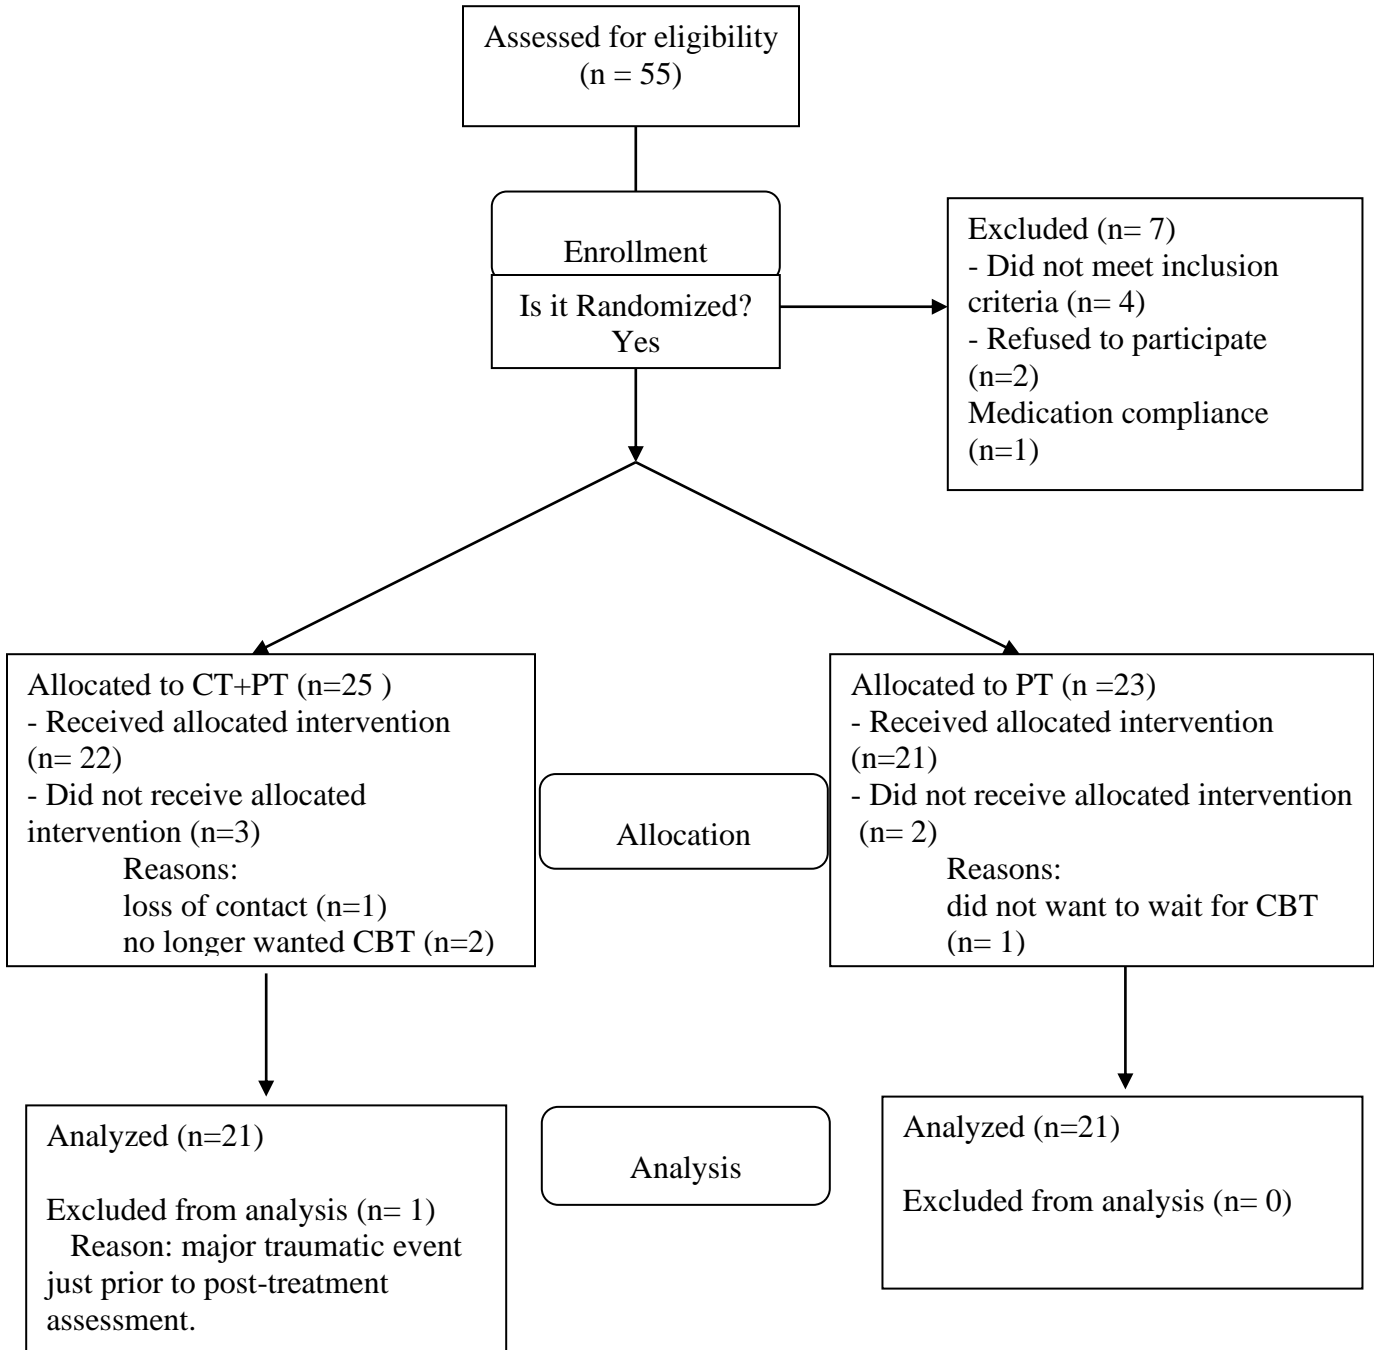 Assessed for eligibility
(n = 55)
Enrollment
Is it Randomized?
Yes
Excluded (n= 7)
- Did not meet inclusion
criteria (n= 4)
- Refused to participate
(n=2)
Medication compliance
(n=1)
Allocated to CT+PT (n=25 )
- Received allocated intervention
(n= 22)
- Did not receive allocated
intervention (n=3)
Reasons:
loss of contact (n=1)
no longer wanted CBT (n=2)
Allocation
Allocated to PT (n =23)
- Received allocated intervention
(n=21)
- Did not receive allocated intervention
(n= 2)
Reasons:
did not want to wait for CBT
(n= 1)
Analyzed (n=21)
Excluded from analysis (n= 1)
Reason: major traumatic event
just prior to post-treatment
assessment.
Analysis
Analyzed (n=21)
Excluded from analysis (n= 0)